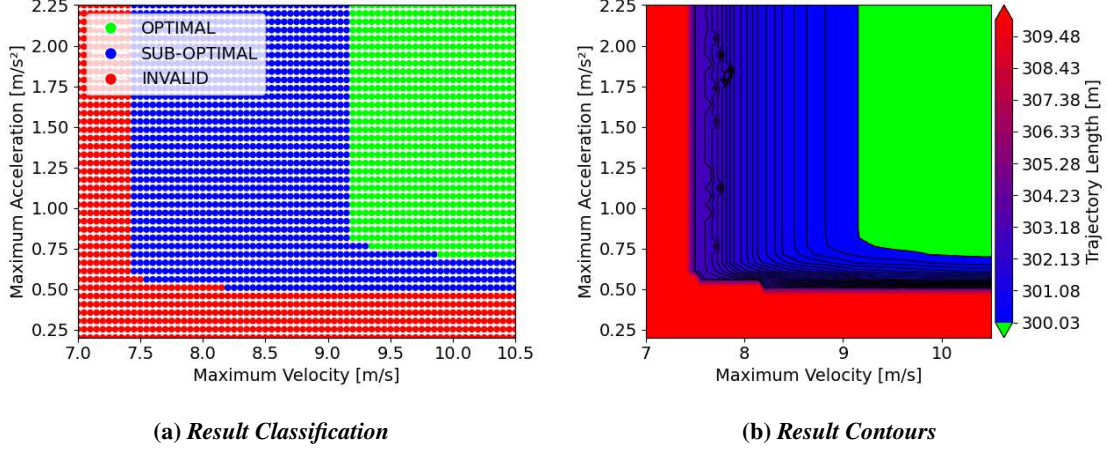 2.25
2.00
1.75
1.50
1.25
1.00
0.75
0.50
0.25
Maximum Acceleration [m/s²]
OPTIMAL
SUB-OPTIMAL
INVALID
7.0 7.5 8.0 8.5 9.0 9.5 10.0 10.5
Maximum Velocity [m/s]
(a) Result Classification
2.25
2.00
1.75
1.50
1.25
1.00
0.75
0.50
0.25
Maximum Acceleration [m/s²]
7 8 9 10
Maximum Velocity [m/s]
309.48
308.43
307.38
306.33
305.28
304.23
303.18
302.13
301.08
300.03
Trajectory Length [m]
(b) Result Contours